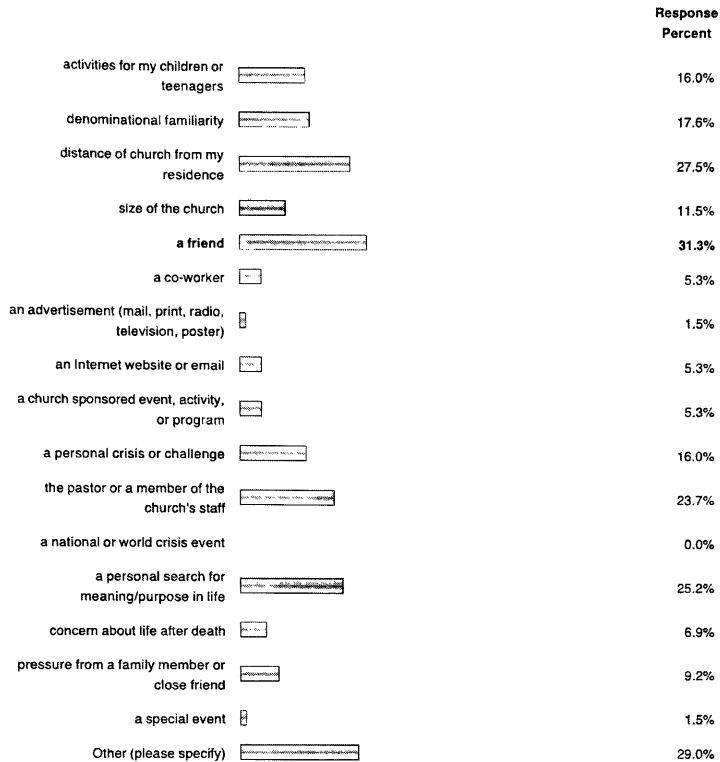 Response
Percent
activities for my children or
teenagers
16.0%
denominational familiarity
17.6%
distance of church from my
residence
27.5%
size of the church
11.5%
a friend
31.3%
a co-worker
5.3%
an advertisement (mail, print, radio,
television, poster)
1.5%
an Internet website or email
5.3%
a church sponsored event, activity,
or program
5.3%
a personal crisis or challenge
16.0%
the pastor or a member of the
church's staff
23.7%
a national or world crisis event
0.0%
a personal search for
meaning/purpose in life
25.2%
concern about life after death
6.9%
pressure from a family member or
close friend
9.2%
a special event
1.5%
Other (please specify)
29.0%